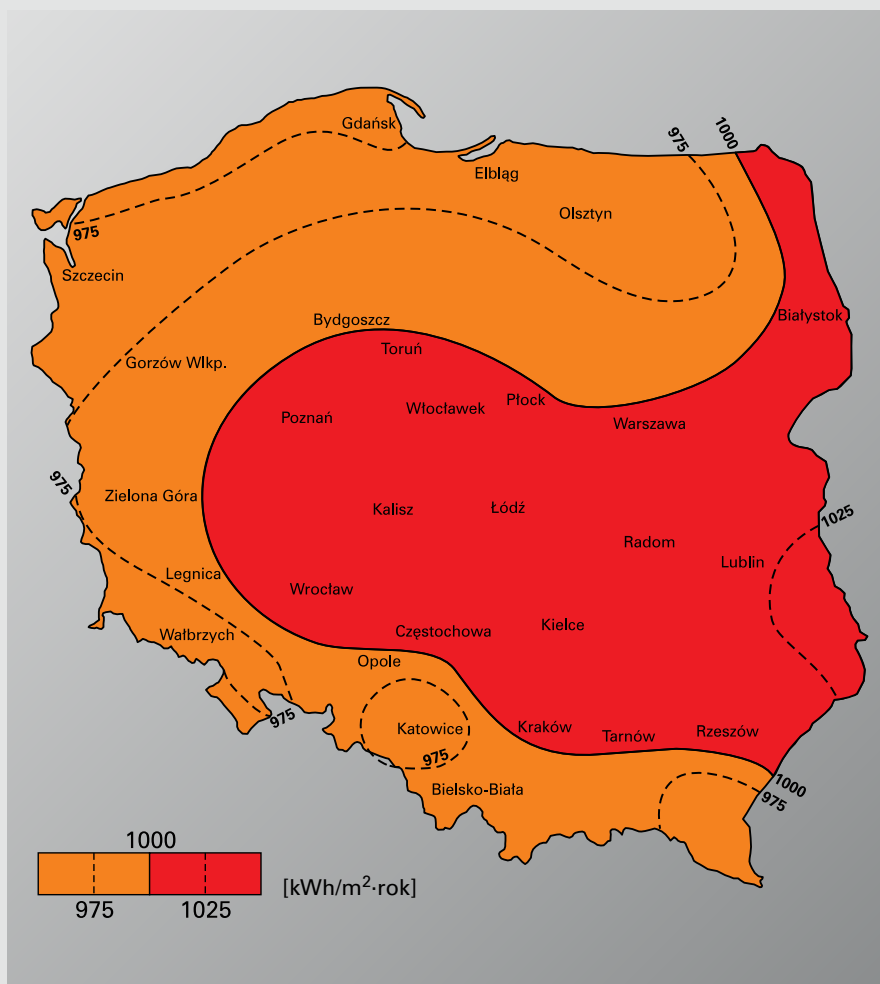 Gdańsk
975
1000
Elbląg
Olsztyn
975
Szczecin
Białystok
Bydgoszcz
Toruń
Gorzów Wlkp.
Płock
Włocławek
Poznań
Warszawa
975
Zielona Góra
Kalisz
Łódź
1025
Radom
Lublin
Legnica
Wrocław
Kielce
Częstochowa
Wałbrzych
Opole
975
Katowice
Kraków
Tarnów
Rzeszów
975
1000
975
Bielsko-Biała
1000
[kWh/m²·rok]
975
1025